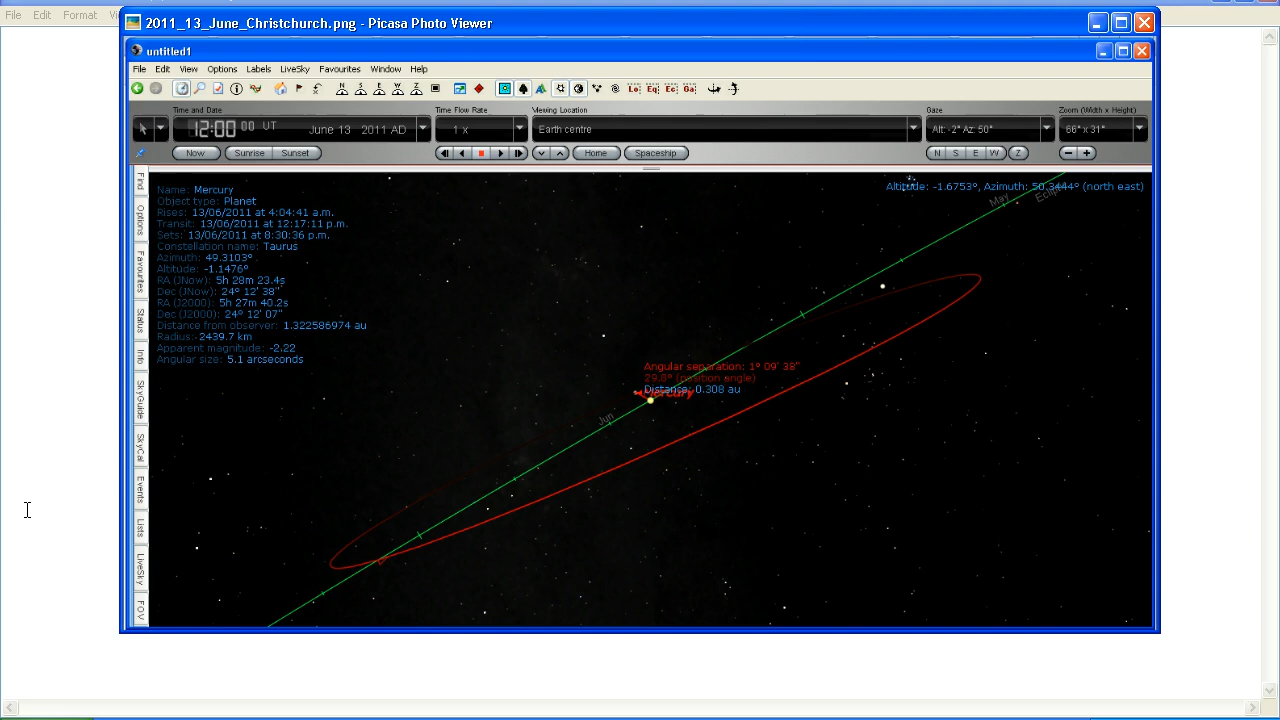 File Edit Format Vi
2011_13_June_Christchurch.png - Picasa Photo Viewer
untitled1
File Edit View Options Labels LiveSky Favourites Window Help
N S E W Z Lo Eq Ec Ga
Time and Date Time Flow Rate Viewing Location Gaze Zoom (Width x Height)
12:00 00 UT June 13 2011 AD 1 x Earth centre Alt: -2° Az: 50° 66° x 31°
Now Sunrise Sunset Home Spaceship N S E W Z
Find
Options
Favourites
Status
Info
SkyGuide
SkyCal
Events
Lists
LiveSky
FOV
Name: Mercury
Object type: Planet
Rises: 13/06/2011 at 4:04:41 a.m.
Transit: 13/06/2011 at 12:17:11 p.m.
Sets: 13/06/2011 at 8:30:36 p.m.
Constellation name: Taurus
Azimuth: 49.3103°
Altitude: -1.1476°
RA (JNow): 5h 28m 23.4s
Dec (JNow): 24° 12' 38"
RA (J2000): 5h 27m 40.2s
Dec (J2000): 24° 12' 07"
Distance from observer: 1.322586974 au
Radius: 2439.7 km
Apparent magnitude: -2.22
Angular size: 5.1 arcseconds
Altitude: -1.6753°, Azimuth: 50.3444° (north east)
May
Eclip
Angular separation: 1° 09' 38"
29.8° (position angle)
Distance: 0.308 au
Mercury
Jun